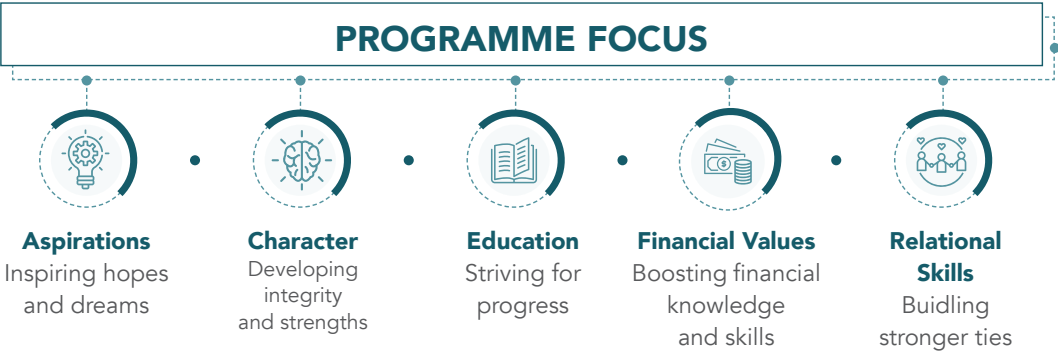 PROGRAMME FOCUS
Aspirations
Inspiring hopes
and dreams
Character
Developing
integrity
and strengths
Education
Striving for
progress
Financial Values
Boosting financial
knowledge
and skills
Relational
Skills
Buidling
stronger ties